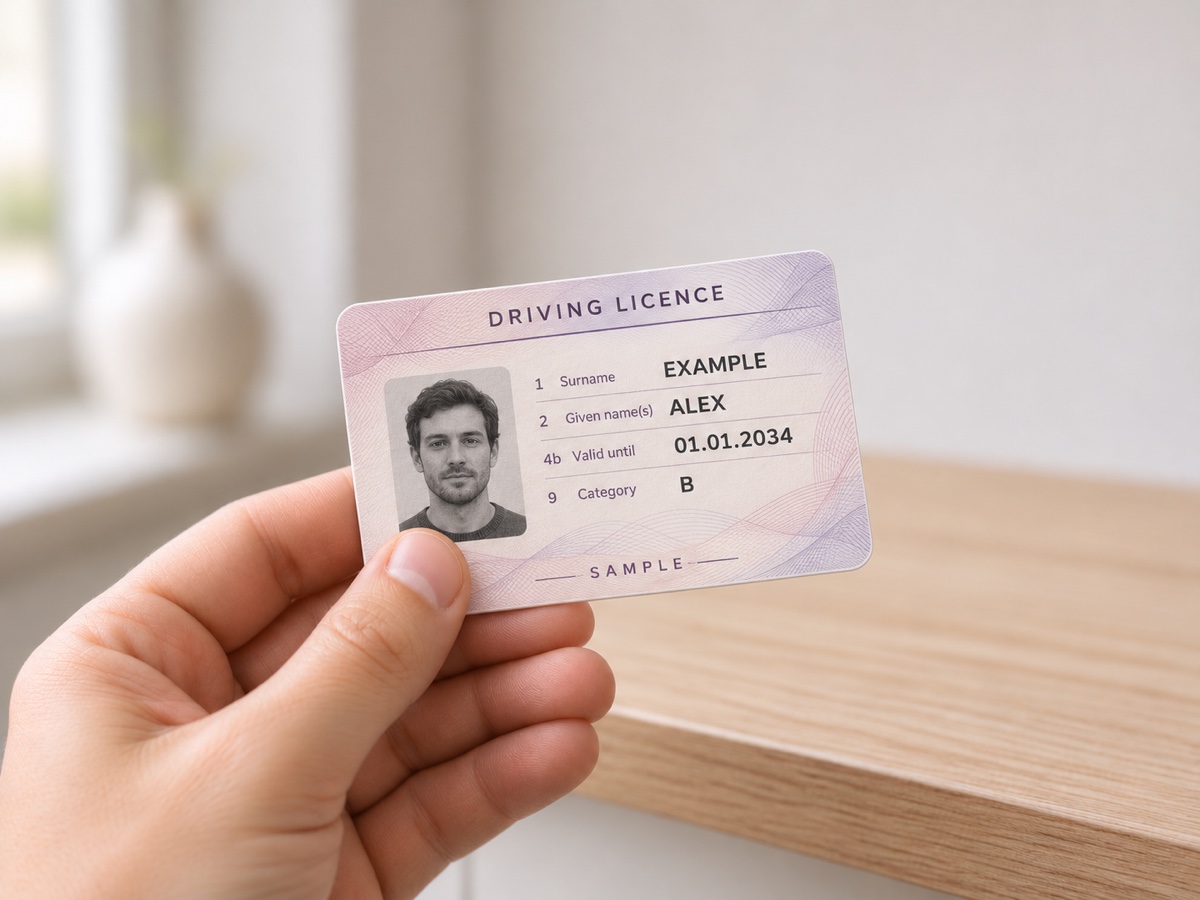 DRIVING LICENCE
1 Surname EXAMPLE
2 Given name(s) ALEX
4b Valid until 01.01.2034
9 Category B
SAMPLE